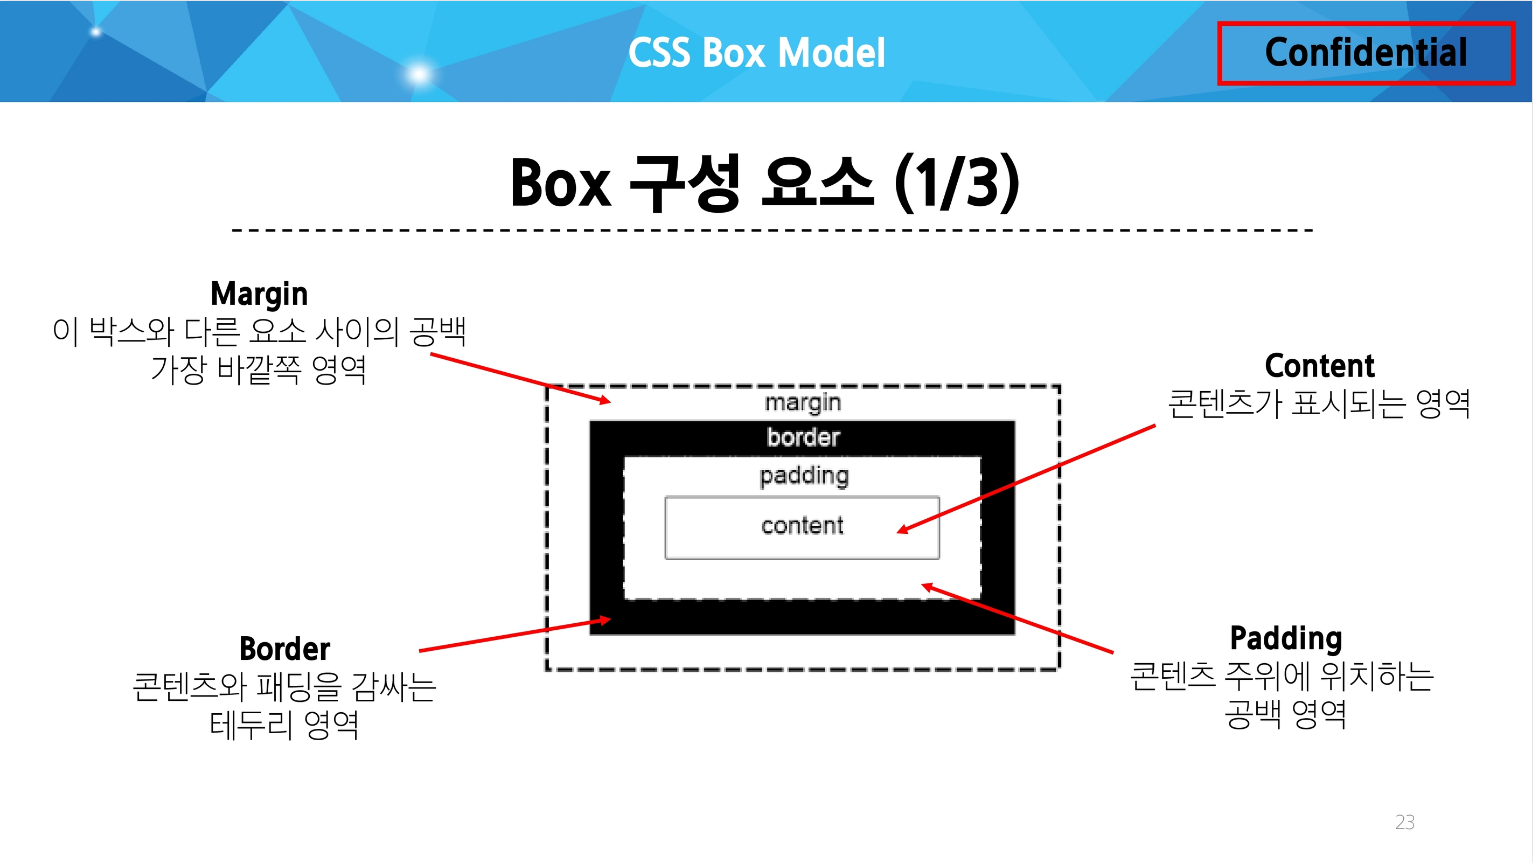 CSS Box Model
Confidential
Box 구성 요소 (1/3)
Margin
이 박스와 다른 요소 사이의 공백
가장 바깥쪽 영역
Content
콘텐츠가 표시되는 영역
margin
border
padding
content
Border
콘텐츠와 패딩을 감싸는
테두리 영역
Padding
콘텐츠 주위에 위치하는
공백 영역
23